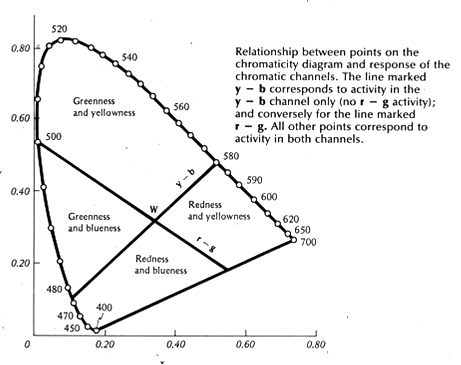 Relationship between points on the
chromaticity diagram and response of the
chromatic channels. The line marked
y – b corresponds to activity in the
y – b channel only (no r – g activity);
and conversely for the line marked
r – g. All other points correspond to
activity in both channels.
0.80
0.60
0.40
0.20
0
0.20
0.40
0.60
0.80
x
520
540
560
580
590
600
620
650
700
500
480
470
450
400
Greenness
and yellowness
y – b
W
Redness
and yellowness
Greenness
and blueness
r – g
Redness
and blueness